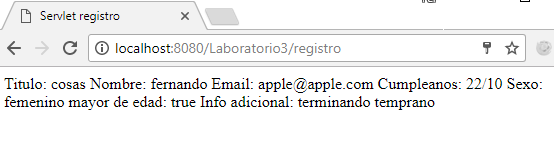 Servlet registro
localhost:8080/Laboratorio3/registro
Titulo: cosas Nombre: fernando Email: apple@apple.com Cumpleanos: 22/10 Sexo:
femenino mayor de edad: true Info adicional: terminando temprano